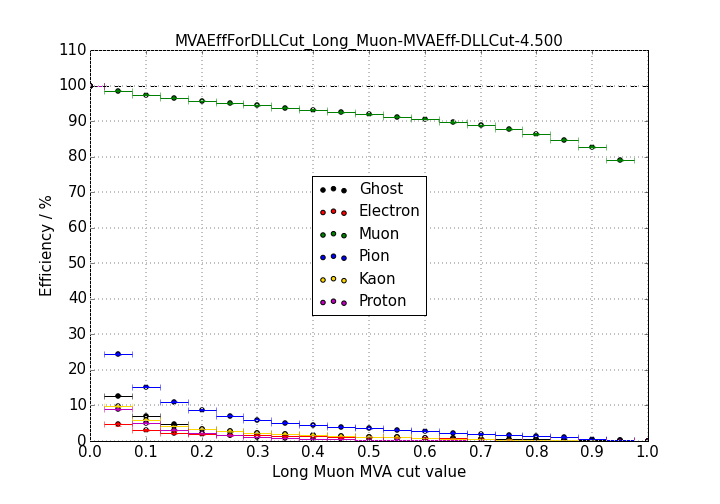 MVAEffForDLLCut_Long_Muon-MVAEff-DLLCut-4.500
110
100
90
80
70
60
50
40
30
20
10
0
Efficiency / %
Ghost
Electron
Muon
Pion
Kaon
Proton
0.0 0.1 0.2 0.3 0.4 0.5 0.6 0.7 0.8 0.9 1.0
Long Muon MVA cut value